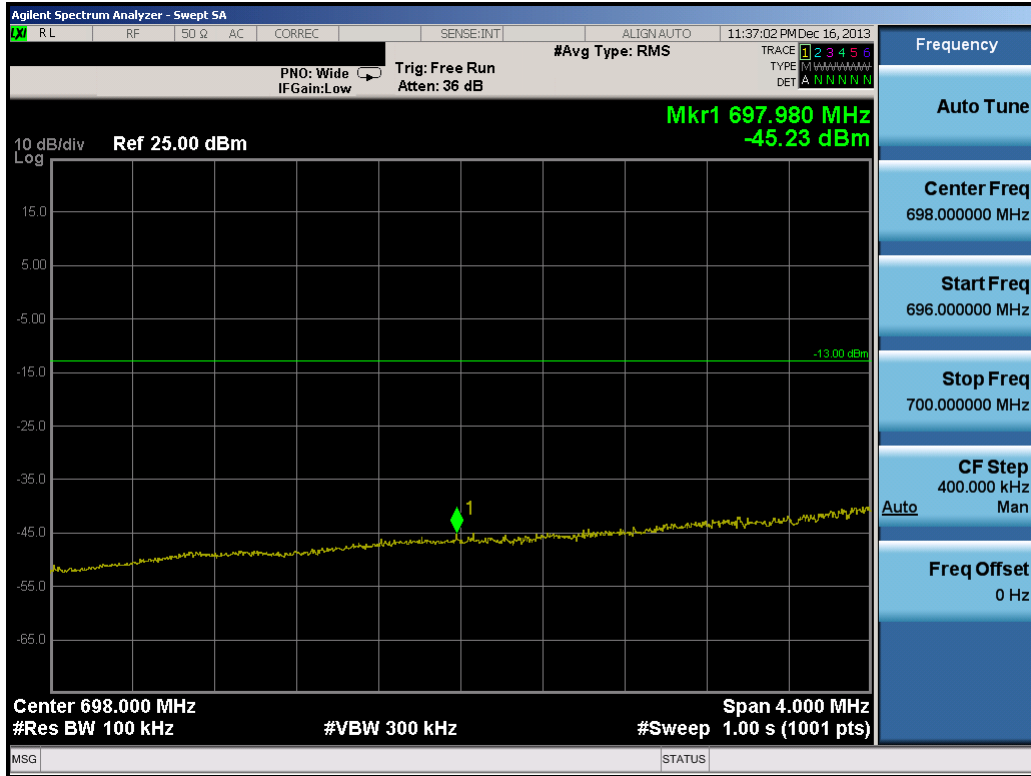 Agilent Spectrum Analyzer - Swept SA
LXI RL RF 50 Ω AC CORREC SENSE:INT ALIGN AUTO 11:37:02 PM Dec 16, 2013
PNO: Wide
IFGain:Low
Trig: Free Run
Atten: 36 dB
#Avg Type: RMS
TRACE 1 2 3 4 5 6
TYPE M WWWWW
DET A N N N N N
Mkr1 697.980 MHz
-45.23 dBm
10 dB/div
Log
Ref 25.00 dBm
15.0
5.00
-5.00
-13.00 dBm
-15.0
-25.0
-35.0
1
-45.0
-55.0
-65.0
Center 698.000 MHz
Span 4.000 MHz
#Res BW 100 kHz
#VBW 300 kHz
#Sweep 1.00 s (1001 pts)
MSG
STATUS
Frequency
Auto Tune
Center Freq
698.000000 MHz
Start Freq
696.000000 MHz
Stop Freq
700.000000 MHz
CF Step
400.000 kHz
Auto Man
Freq Offset
0 Hz